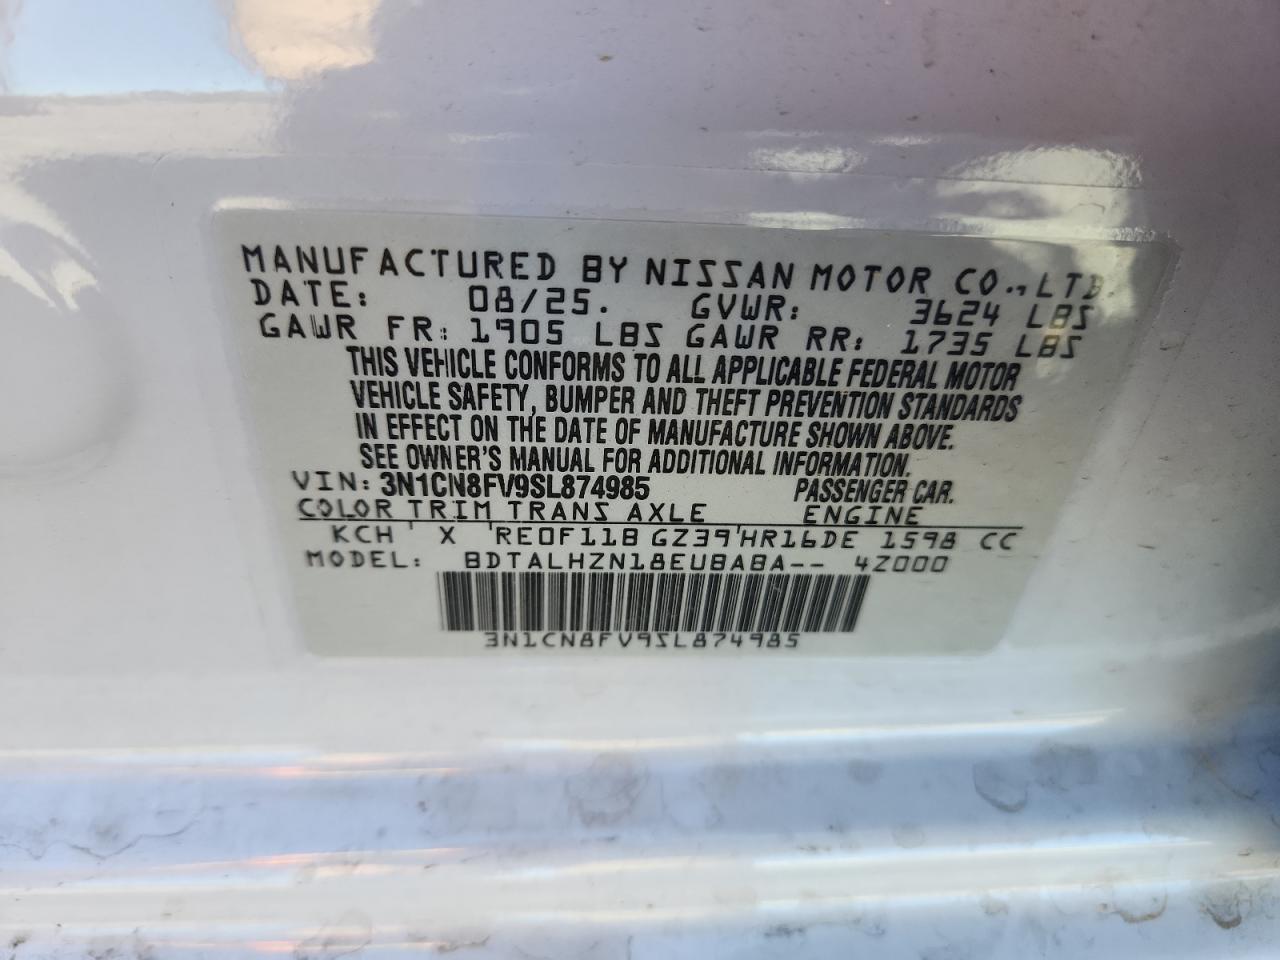 MANUFACTURED BY NISSAN MOTOR CO., LTD.
DATE: 08/25. GVWR: 3624 LBS
GAWR FR: 1905 LBS GAWR RR: 1735 LBS
THIS VEHICLE CONFORMS TO ALL APPLICABLE FEDERAL MOTOR
VEHICLE SAFETY, BUMPER AND THEFT PREVENTION STANDARDS
IN EFFECT ON THE DATE OF MANUFACTURE SHOWN ABOVE.
SEE OWNER'S MANUAL FOR ADDITIONAL INFORMATION.
VIN: 3N1CN8FV9SL874985 PASSENGER CAR.
COLOR TRIM TRANS AXLE ENGINE
KCH ' X 'RE0F11B GZ39'HR16DE 1598 CC
MODEL: BDTALHZN18EUBABA-- 4Z000
3N1CN8FV9SL874985